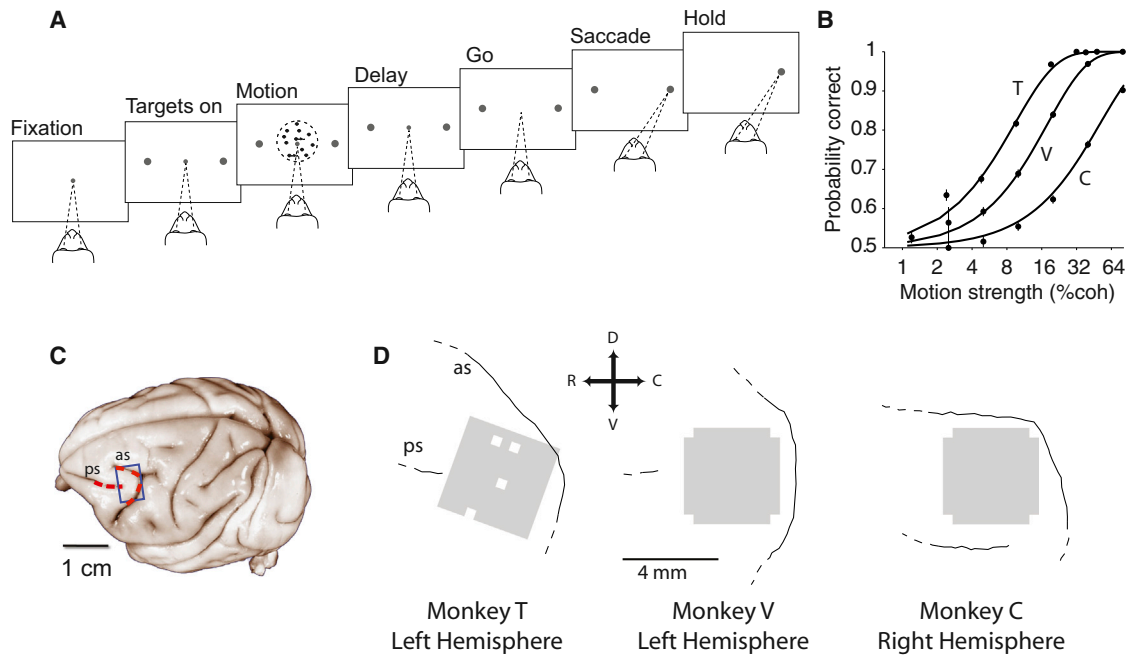 A
Fixation
Targets on
Motion
Delay
Go
Saccade
Hold
B
Probability correct
1
0.9
0.8
0.7
0.6
0.5
T
V
C
1 2 4 8 16 32 64
Motion strength (%coh)
C
ps
as
1 cm
D
as
ps
D
R C
V
4 mm
Monkey T
Left Hemisphere
Monkey V
Left Hemisphere
Monkey C
Right Hemisphere